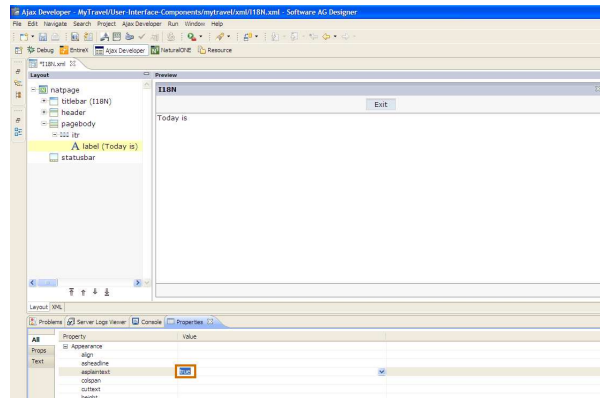 Ajax Developer - MyTravel/User-Interface-Components/mytravel/xml/I18N.xml - Software AG Designer
File Edit Navigate Search Project Ajax Developer Run Window Help
Debug EntireX Ajax Developer NaturalONE Resource
*I18N.xml
Layout
Preview
natpage
titlebar (I18N)
header
pagebody
itr
label (Today is)
statusbar
I18N
Exit
Today is
Layout XML
Problems Server Logs Viewer Console Properties
All
Props
Text
Property Value
Appearance
align
asheadline
asplaintext true
colspan
cuttext
height